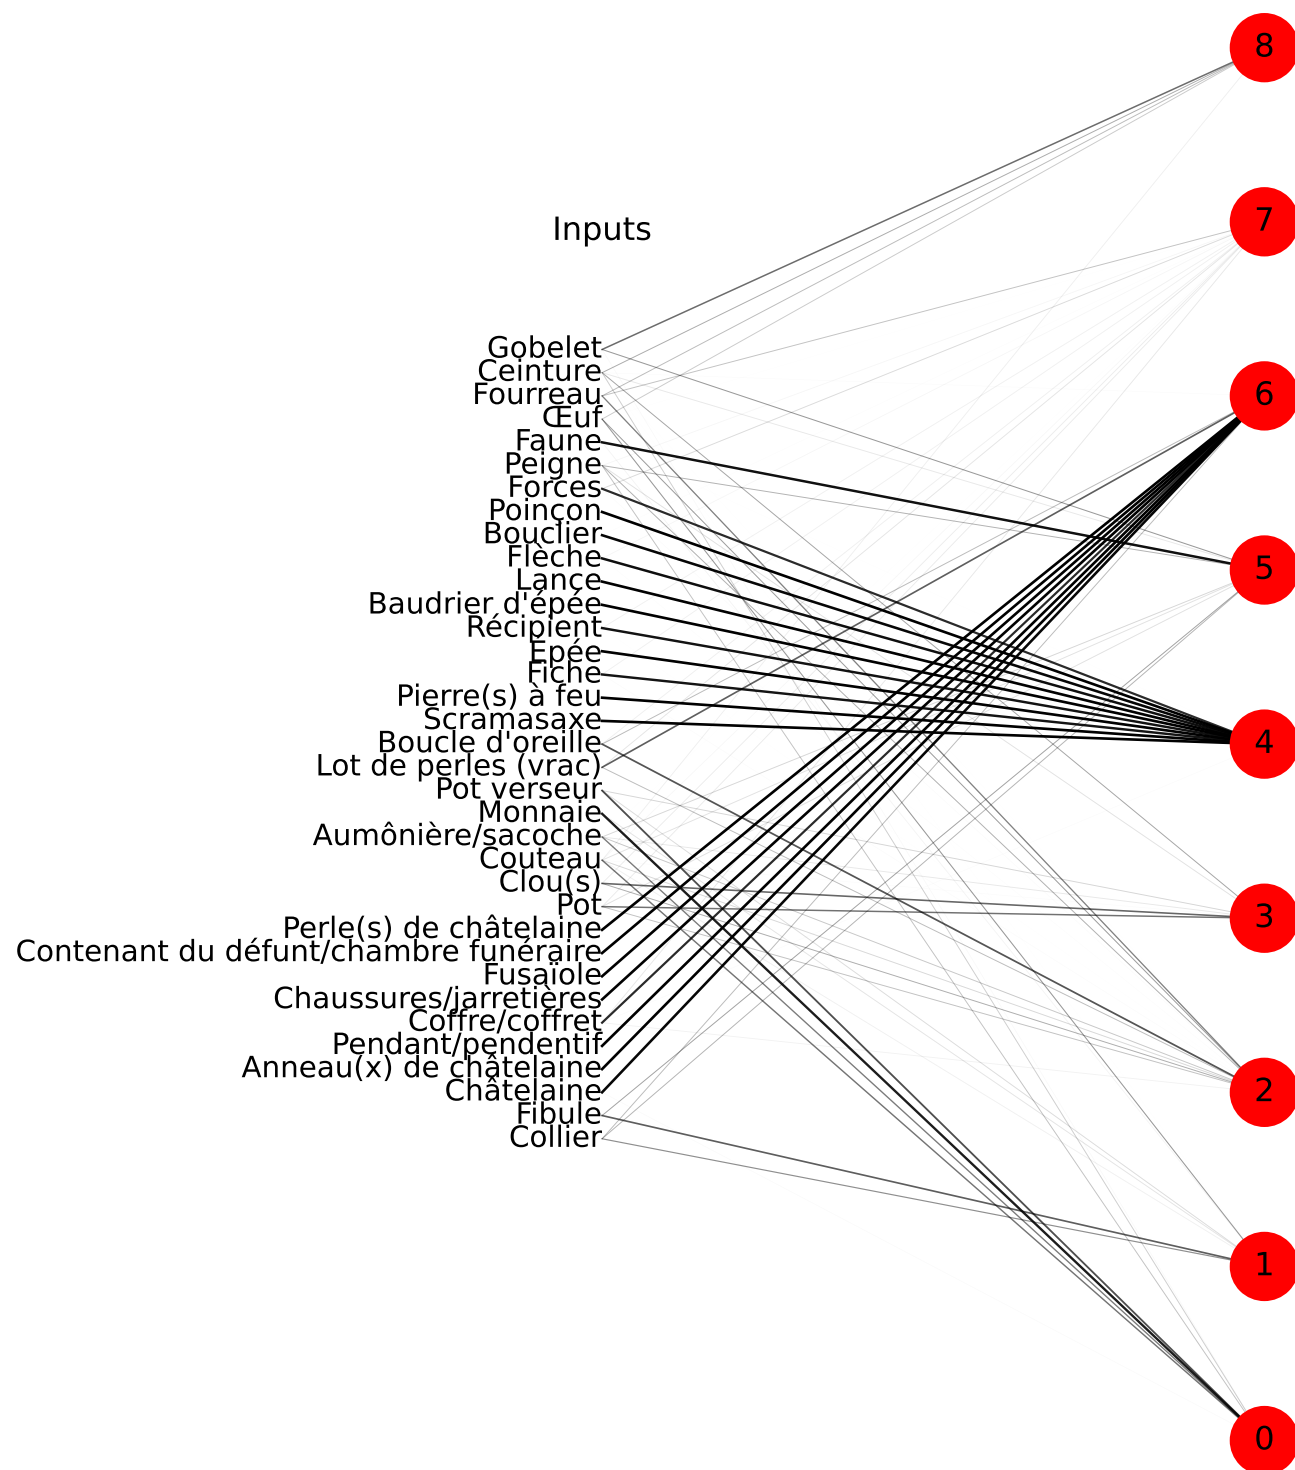 8
7
Inputs
Gobelet
Ceinture
Fourreau
6
Œuf
Faune
Peigne
Forces
Poinçon
Bouclier
Flèche
5
Lance
Baudrier d'épée
Récipient
Epée
Fiche
Pierre(s) à feu
Scramasaxe
Boucle d'oreille
4
Lot de perles (vrac)
Pot verseur
Monnaie
Aumônière/sacoche
Couteau
Clou(s)
Pot
3
Perle(s) de châtelaine
Contenant du défunt/chambre funéraire
Fusaïole
Chaussures/jarretières
Coffre/coffret
Pendant/pendentif
Anneau(x) de châtelaine
Châtelaine
2
Fibule
Collier
1
0